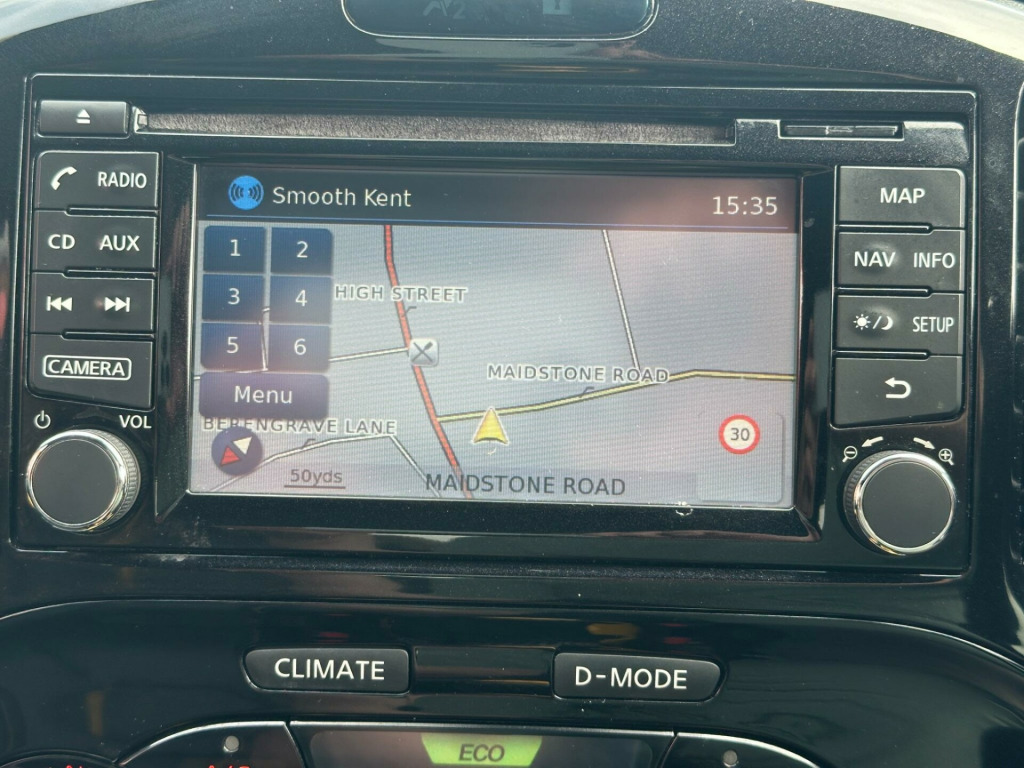 RADIO
CD AUX
CAMERA
VOL
Smooth Kent
15:35
1 2
3 4
5 6
Menu
HIGH STREET
MAIDSTONE ROAD
BERENGRAVE LANE
30
50yds
MAIDSTONE ROAD
MAP
NAV INFO
SETUP
CLIMATE
D-MODE
ECO